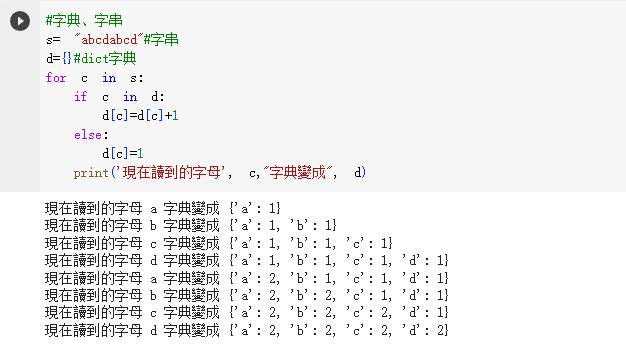 #字典、字串
s=  "abcdabcd"#字串
d={}#dict字典
for  c  in  s:
    if  c  in  d:
        d[c]=d[c]+1
    else:
        d[c]=1
    print('現在讀到的字母',  c,"字典變成",  d)
現在讀到的字母 a 字典變成 {'a': 1}
現在讀到的字母 b 字典變成 {'a': 1, 'b': 1}
現在讀到的字母 c 字典變成 {'a': 1, 'b': 1, 'c': 1}
現在讀到的字母 d 字典變成 {'a': 1, 'b': 1, 'c': 1, 'd': 1}
現在讀到的字母 a 字典變成 {'a': 2, 'b': 1, 'c': 1, 'd': 1}
現在讀到的字母 b 字典變成 {'a': 2, 'b': 2, 'c': 1, 'd': 1}
現在讀到的字母 c 字典變成 {'a': 2, 'b': 2, 'c': 2, 'd': 1}
現在讀到的字母 d 字典變成 {'a': 2, 'b': 2, 'c': 2, 'd': 2}